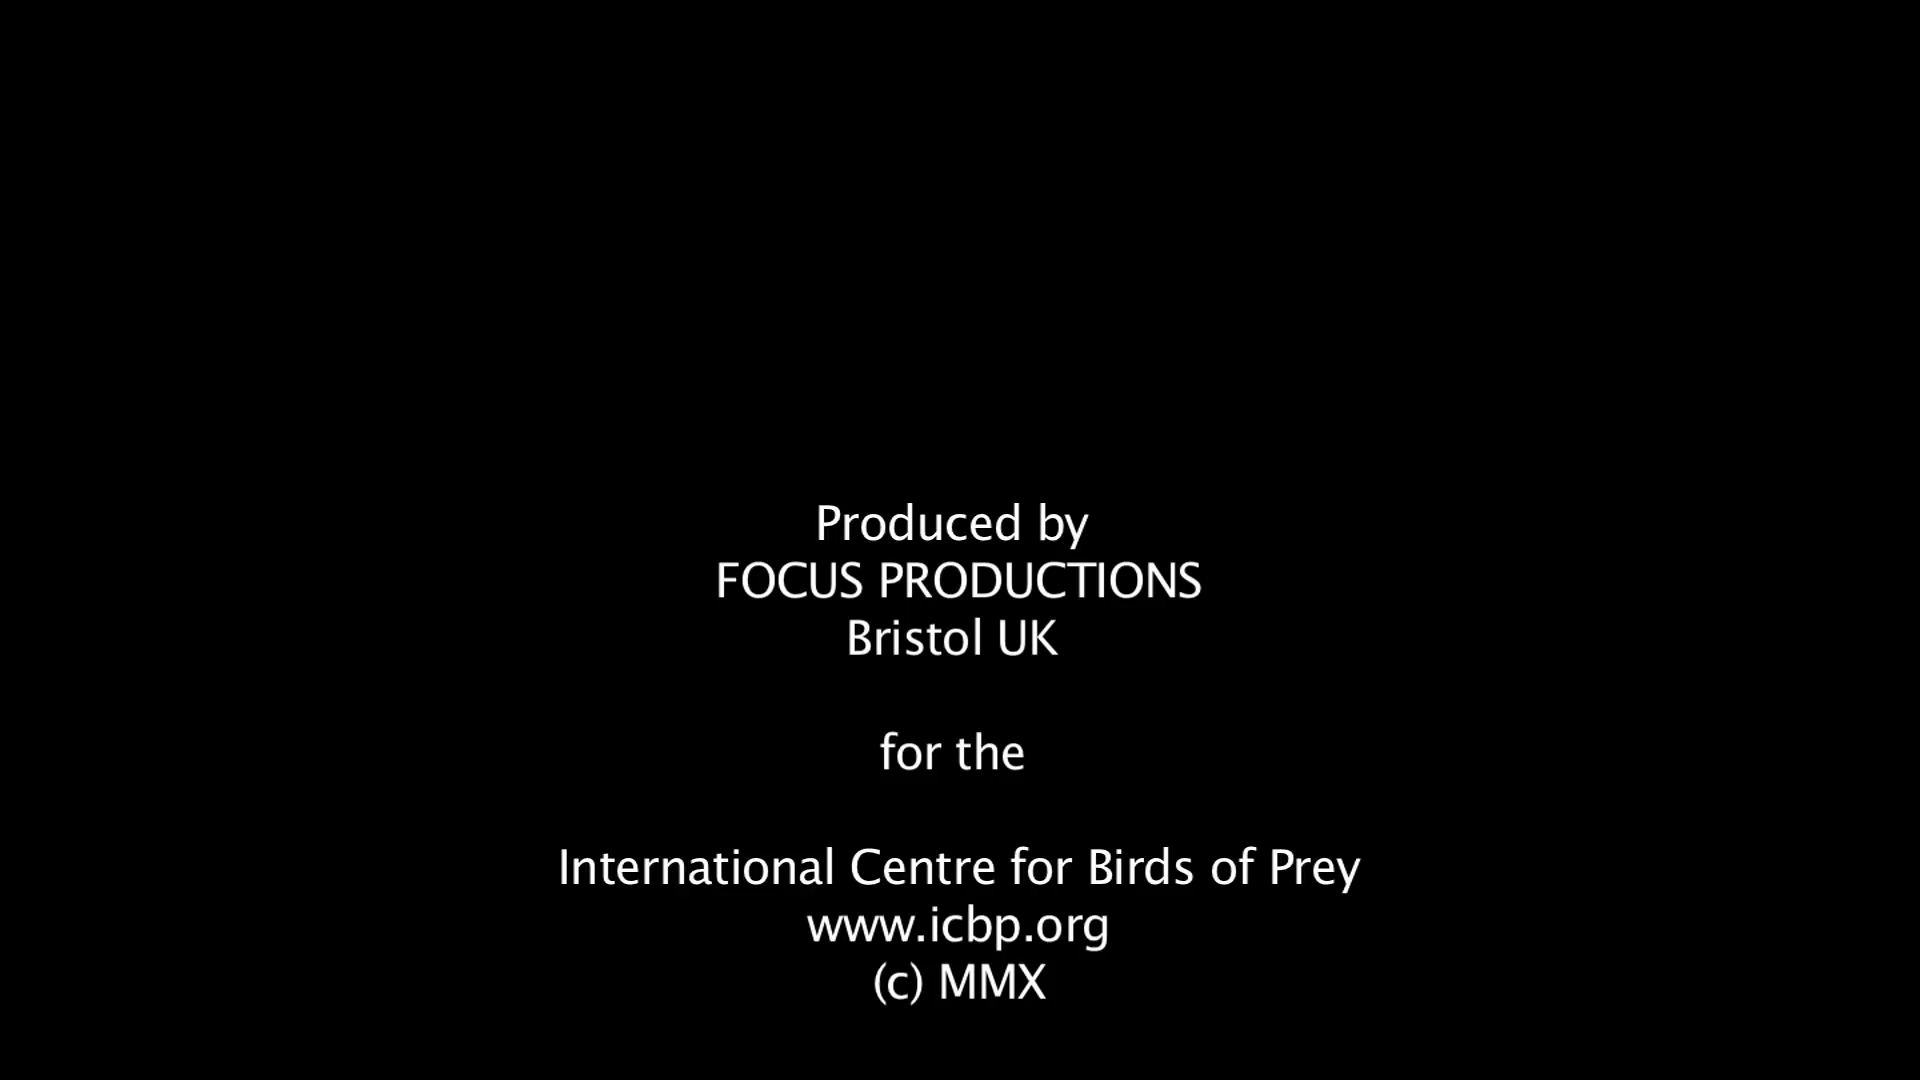 Produced by
FOCUS PRODUCTIONS
Bristol UK
for the
International Centre for Birds of Prey
www.icbp.org
(c) MMX